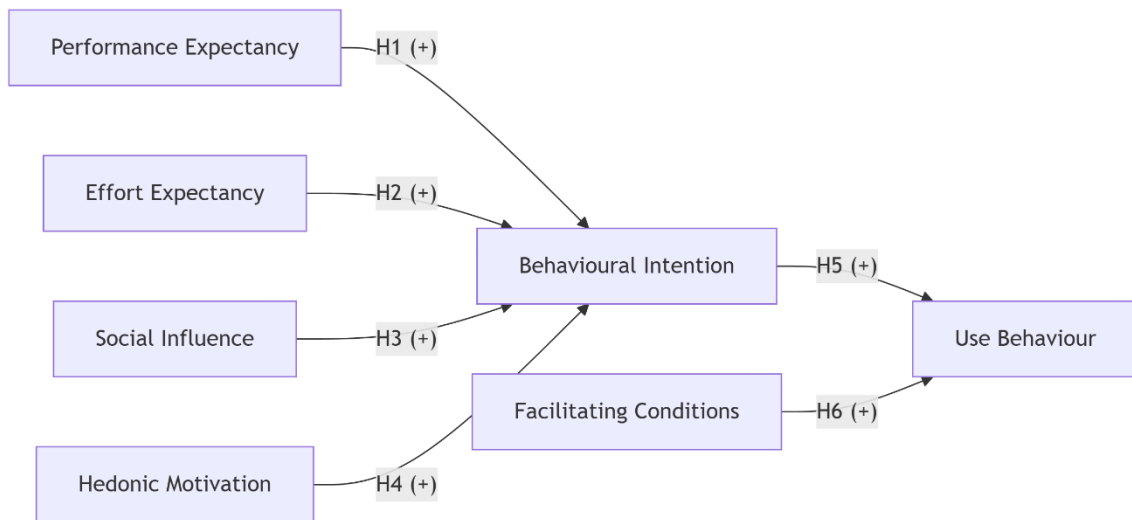 Performance Expectancy
H1 (+)
Effort Expectancy
H2 (+)
Behavioural Intention
H5 (+)
Social Influence
H3 (+)
Use Behaviour
Facilitating Conditions
H6 (+)
Hedonic Motivation
H4 (+)